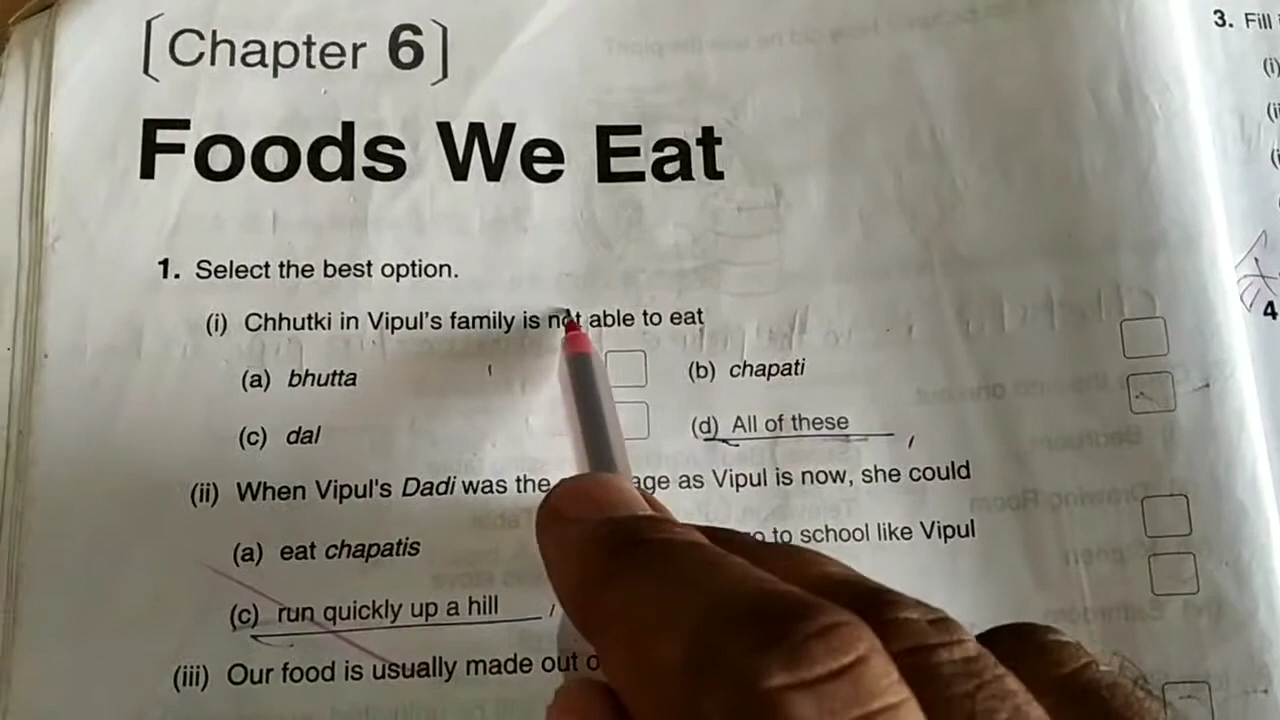 [Chapter 6]
Foods We Eat
1. Select the best option.
(i) Chhutki in Vipul's family is not able to eat
(a) bhutta
(b) chapati
(c) dal
(d) All of these
(ii) When Vipul's Dadi was the age as Vipul is now, she could
(a) eat chapatis
to school like Vipul
(c) run quickly up a hill
(iii) Our food is usually made out
3. Fill
(i)
4